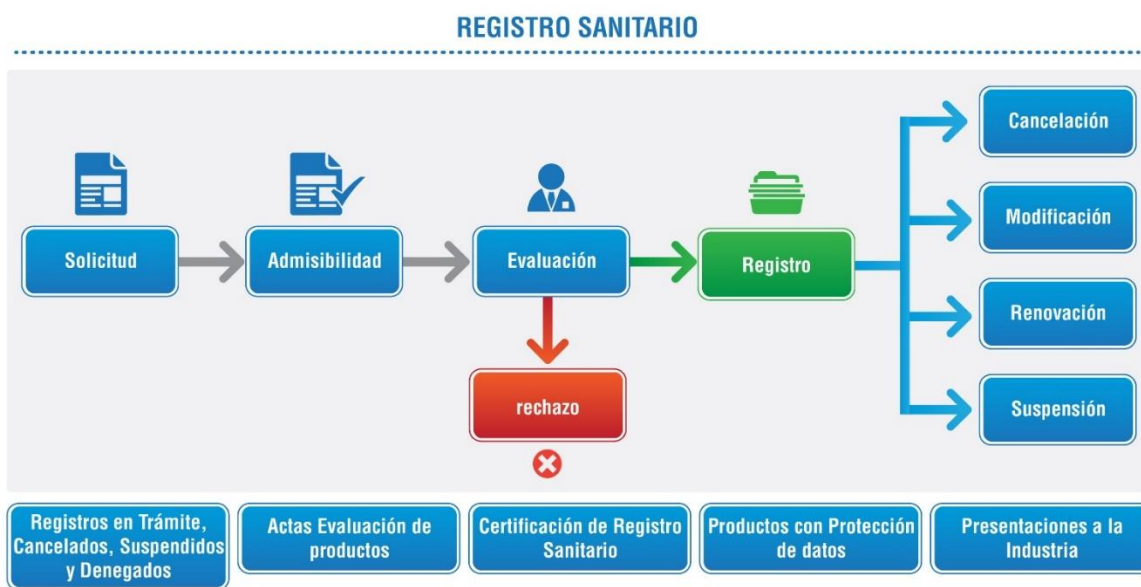 REGISTRO SANITARIO
Solicitud
Admisibilidad
Evaluación
Registro
rechazo
Cancelación
Modificación
Renovación
Suspensión
Registros en Trámite,
Cancelados, Suspendidos
y Denegados
Actas Evaluación de
productos
Certificación de Registro
Sanitario
Productos con Protección
de datos
Presentaciones a la
Industria